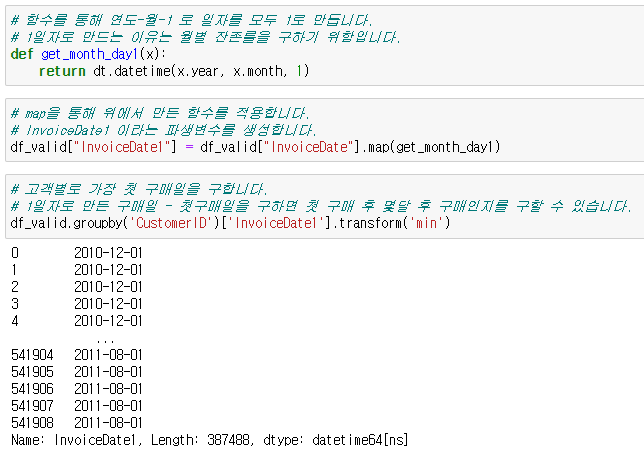 # 함수를 통해 연도-월-1 로 일자를 모두 1로 만듭니다.
# 1일자로 만드는 이유는 월별 잔존률을 구하기 위함입니다.
def get_month_day1(x):
    return dt.datetime(x.year, x.month, 1)
# map을 통해 위에서 만든 함수를 적용합니다.
# InvoiceDate1 이라는 파생변수를 생성합니다.
df_valid["InvoiceDate1"] = df_valid["InvoiceDate"].map(get_month_day1)
# 고객별로 가장 첫 구매일을 구합니다.
# 1일자로 만든 구매일 - 첫구매일을 구하면 첫 구매 후 몇달 후 구매인지를 구할 수 있습니다.
df_valid.groupby('CustomerID')['InvoiceDate1'].transform('min')
0        2010-12-01
1        2010-12-01
2        2010-12-01
3        2010-12-01
4        2010-12-01
...
541904   2011-08-01
541905   2011-08-01
541906   2011-08-01
541907   2011-08-01
541908   2011-08-01
Name: InvoiceDate1, Length: 387488, dtype: datetime64[ns]